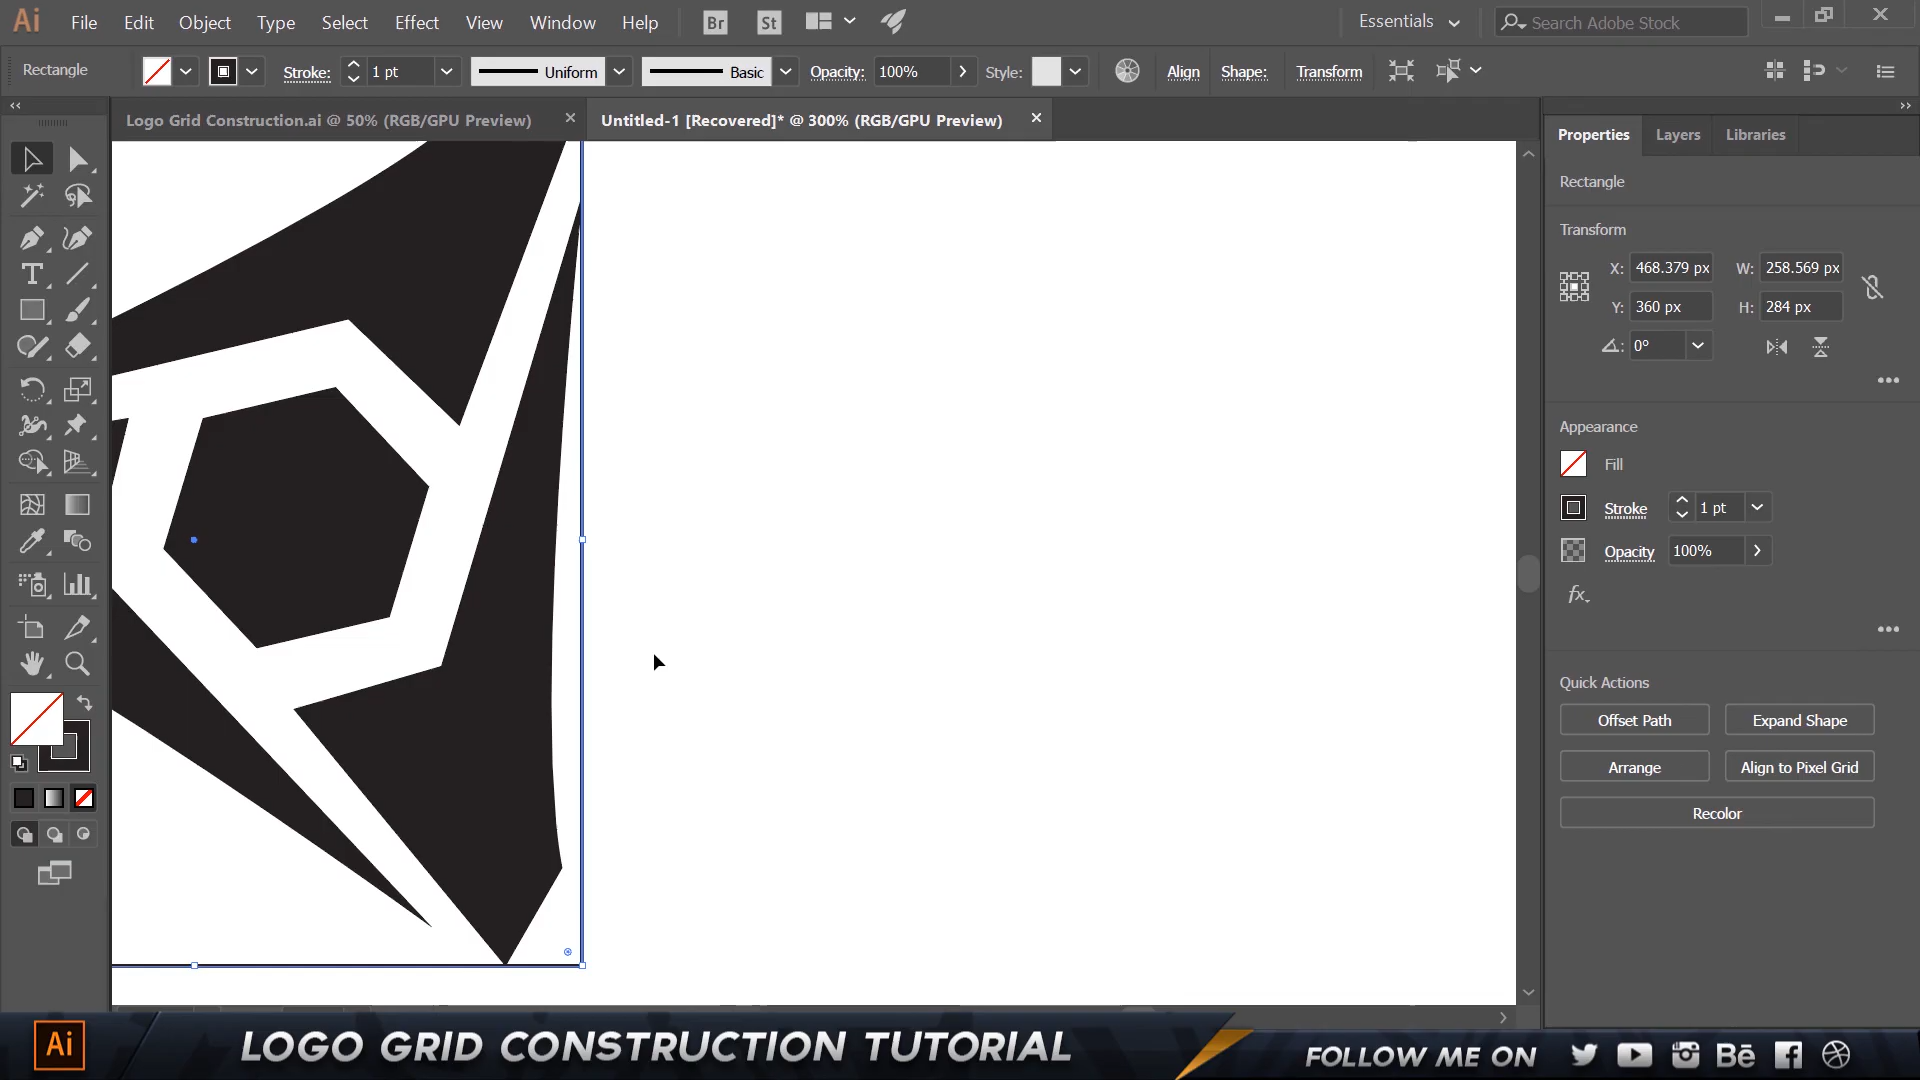 Ai File Edit Object Type Select Effect View Window Help Br St Essentials Search Adobe Stock
Rectangle Stroke: 1 pt Uniform Basic Opacity: 100% Style: Align Shape: Transform
Logo Grid Construction.ai @ 50% (RGB/GPU Preview) Untitled-1 [Recovered]* @ 300% (RGB/GPU Preview)
Properties Layers Libraries
Rectangle
Transform
X: 468.379 px W: 258.569 px
Y: 360 px H: 284 px
0°
Appearance
Fill
Stroke 1 pt
Opacity 100%
fx
Quick Actions
Offset Path Expand Shape
Arrange Align to Pixel Grid
Recolor
Ai LOGO GRID CONSTRUCTION TUTORIAL FOLLOW ME ON Bē